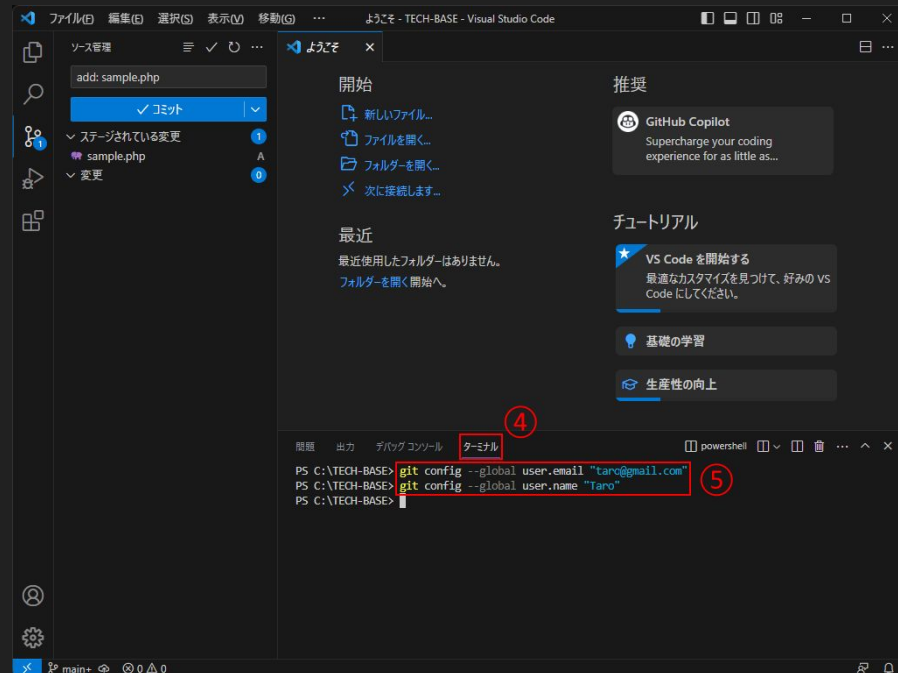 ファイル(F) 編集(E) 選択(S) 表示(V) 移動(G) … ようこそ - TECH-BASE - Visual Studio Code
ソース管理
add: sample.php
コミット
ステージされている変更 1
sample.php A
変更 0
1
ようこそ
開始
新しいファイル...
ファイルを開く...
フォルダーを開く...
次に接続します...
最近
最近使用したフォルダーはありません。
フォルダーを開く開始へ。
推奨
GitHub Copilot
Supercharge your coding
experience for as little as...
チュートリアル
VS Code を開始する
最適なカスタマイズを見つけて、好みの VS
Code にしてください。
基礎の学習
生産性の向上
④
問題 出力 デバッグ コンソール ターミナル powershell
PS C:\TECH-BASE> git config --global user.email "taro@gmail.com"
PS C:\TECH-BASE> git config --global user.name "Taro"
⑤
PS C:\TECH-BASE>
main+ 0 0